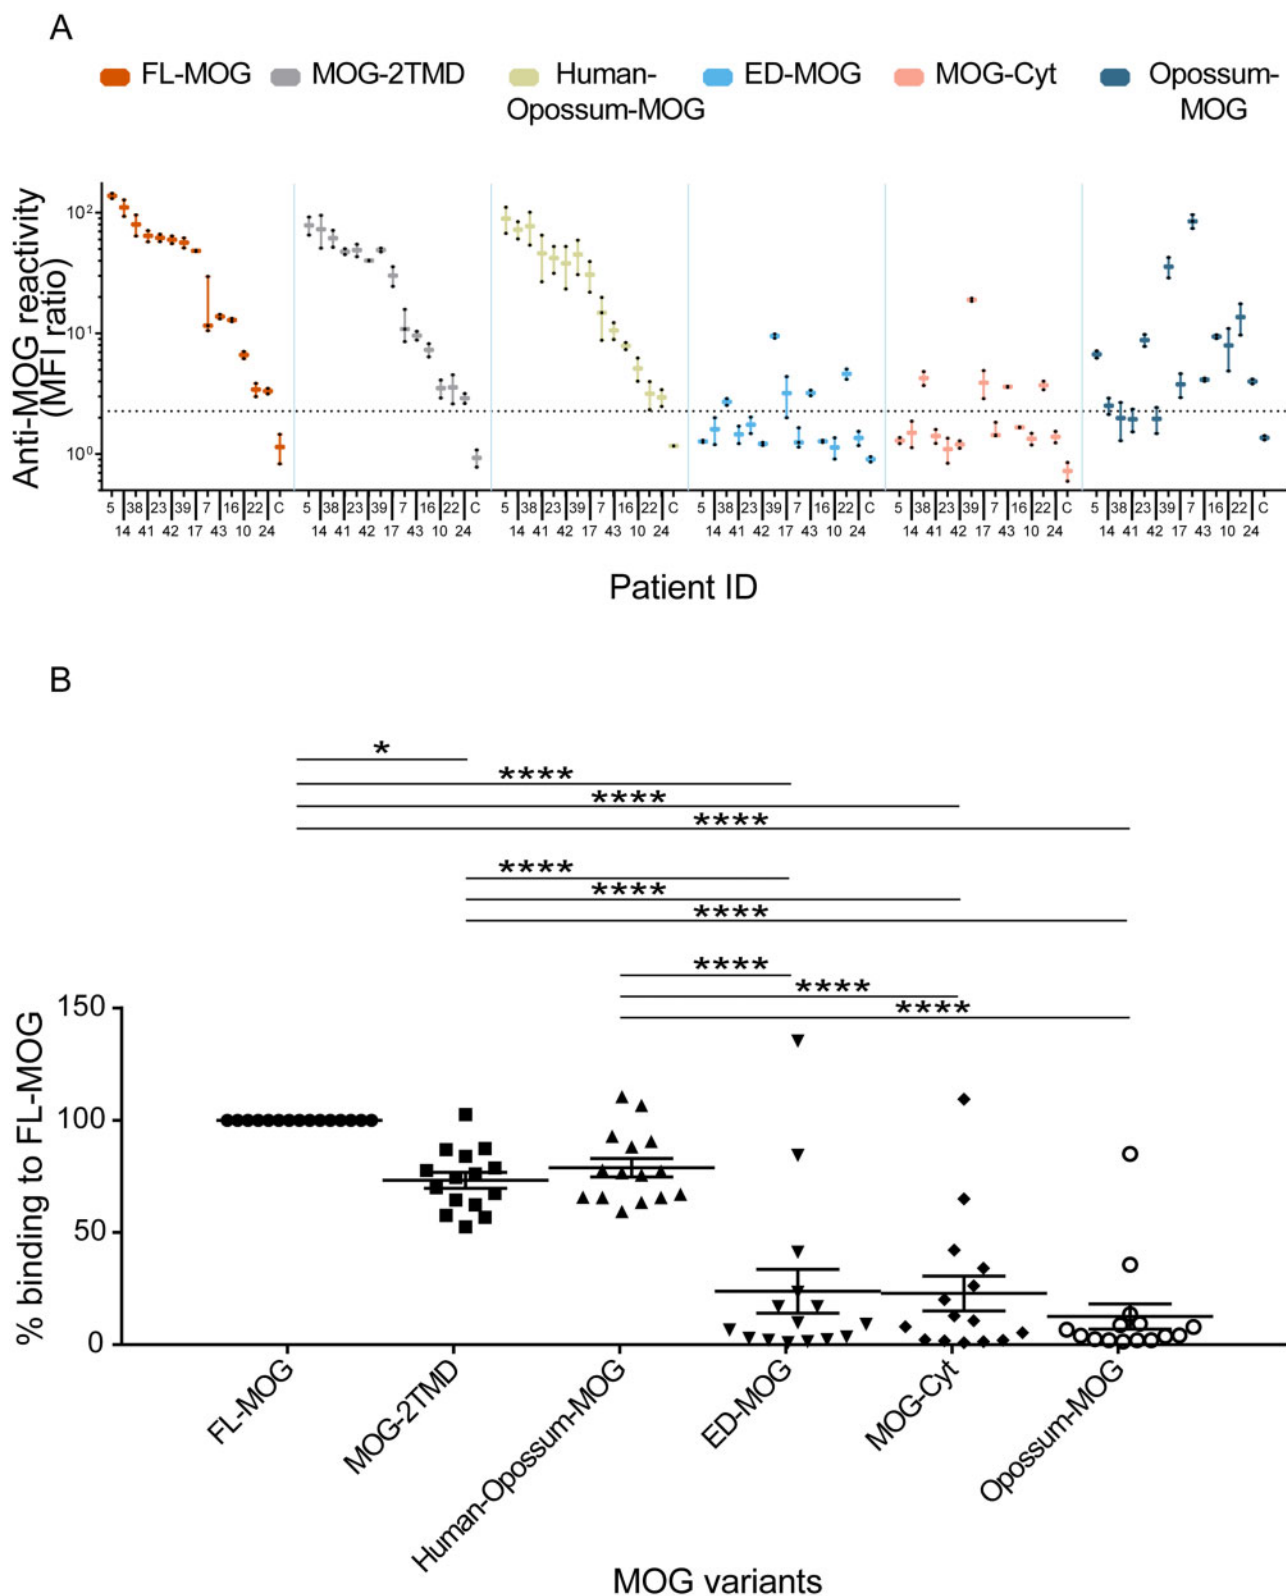 A
FL-MOG MOG-2TMD Human- ED-MOG MOG-Cyt Opossum-
Opossum-MOG MOG
Anti-MOG reactivity
(MFI ratio)
10²
10¹
10⁰
5 38 23 39 7 16 22 C 5 38 23 39 7 16 22 C 5 38 23 39 7 16 22 C 5 38 23 39 7 16 22 C 5 38 23 39 7 16 22 C 5 38 23 39 7 16 22 C
14 41 42 17 43 10 24 14 41 42 17 43 10 24 14 41 42 17 43 10 24 14 41 42 17 43 10 24 14 41 42 17 43 10 24 14 41 42 17 43 10 24
Patient ID
B
*
****
****
****
****
****
****
****
****
****
% binding to FL-MOG
150
100
50
0
FL-MOG
MOG-2TMD
Human-Opossum-MOG
ED-MOG
MOG-Cyt
Opossum-MOG
MOG variants